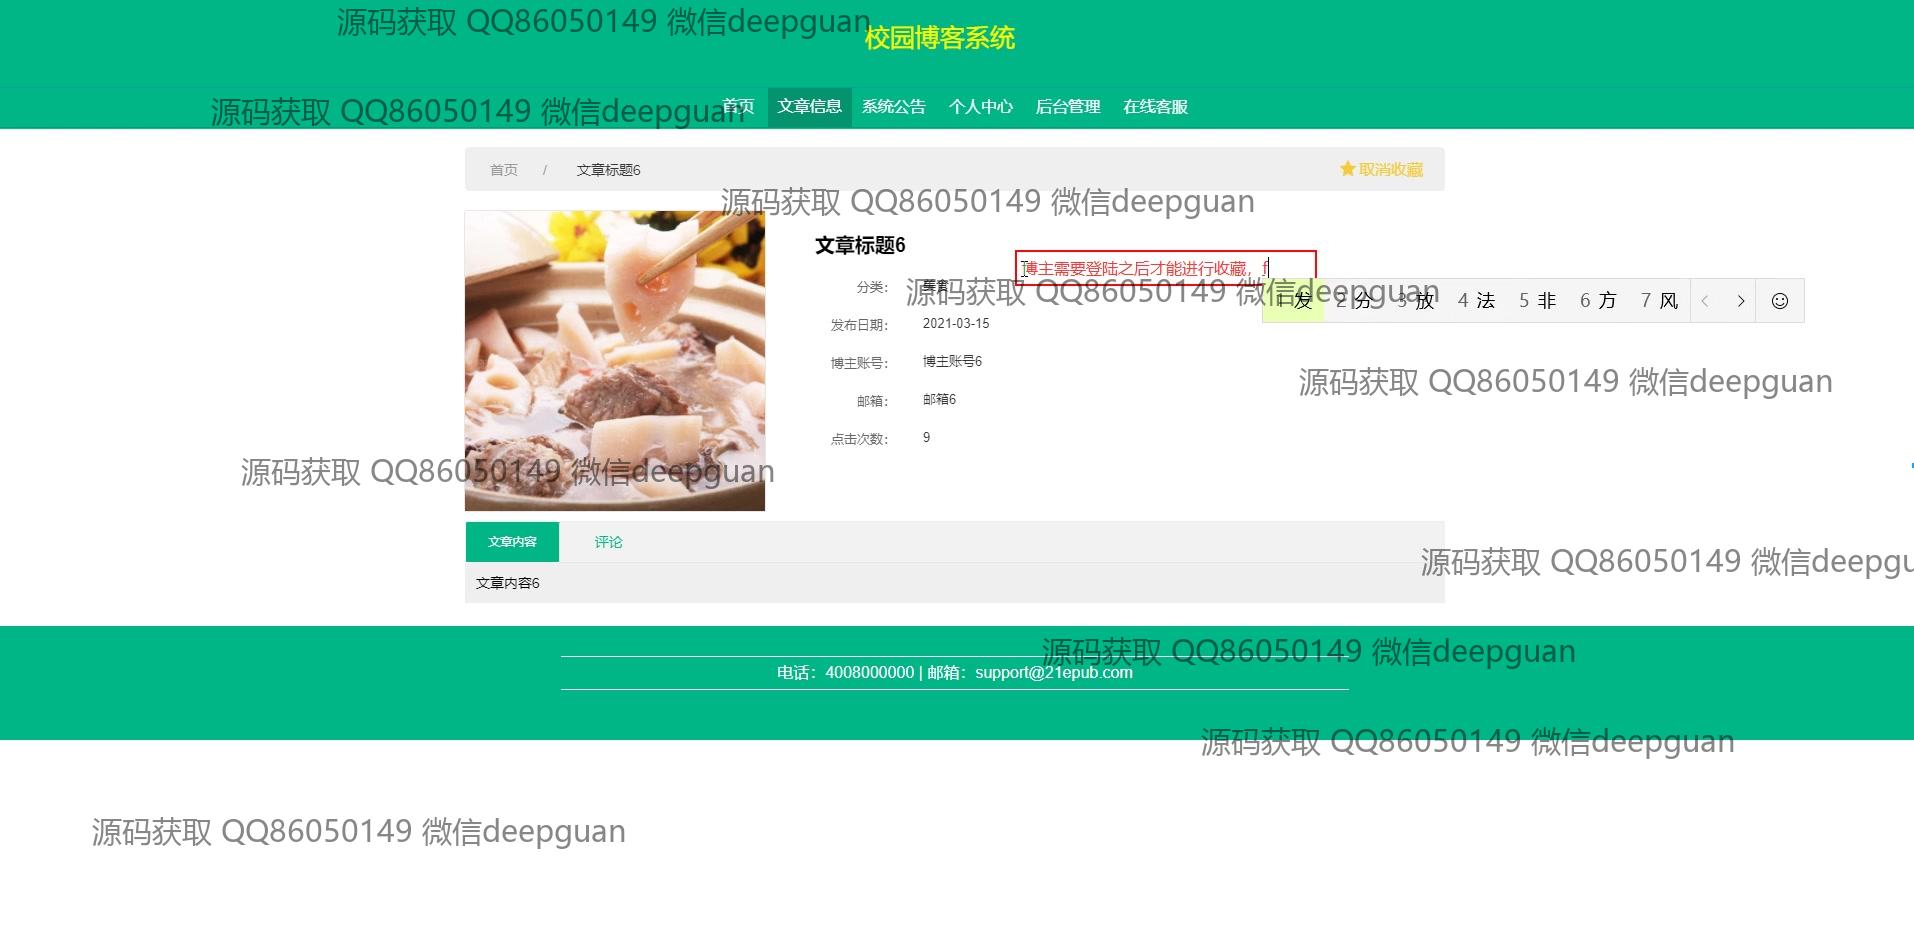 源码获取 QQ86050149 微信deepguan
校园博客系统
源码获取 QQ86050149 微信deepguan
首页 文章信息 系统公告 个人中心 后台管理 在线客服
首页 / 文章标题6 取消收藏
源码获取 QQ86050149 微信deepguan
文章标题6
博主需要登陆之后才能进行收藏，f
分类：
源码获取 QQ86050149 微信deepguan
1 发 2 分 3 放 4 法 5 非 6 方 7 风
发布日期： 2021-03-15
博主账号： 博主账号6
源码获取 QQ86050149 微信deepguan
邮箱： 邮箱6
点击次数： 9
源码获取 QQ86050149 微信deepguan
文章内容 评论
源码获取 QQ86050149 微信deepgu
文章内容6
源码获取 QQ86050149 微信deepguan
电话：4008000000 | 邮箱：support@21epub.com
源码获取 QQ86050149 微信deepguan
源码获取 QQ86050149 微信deepguan